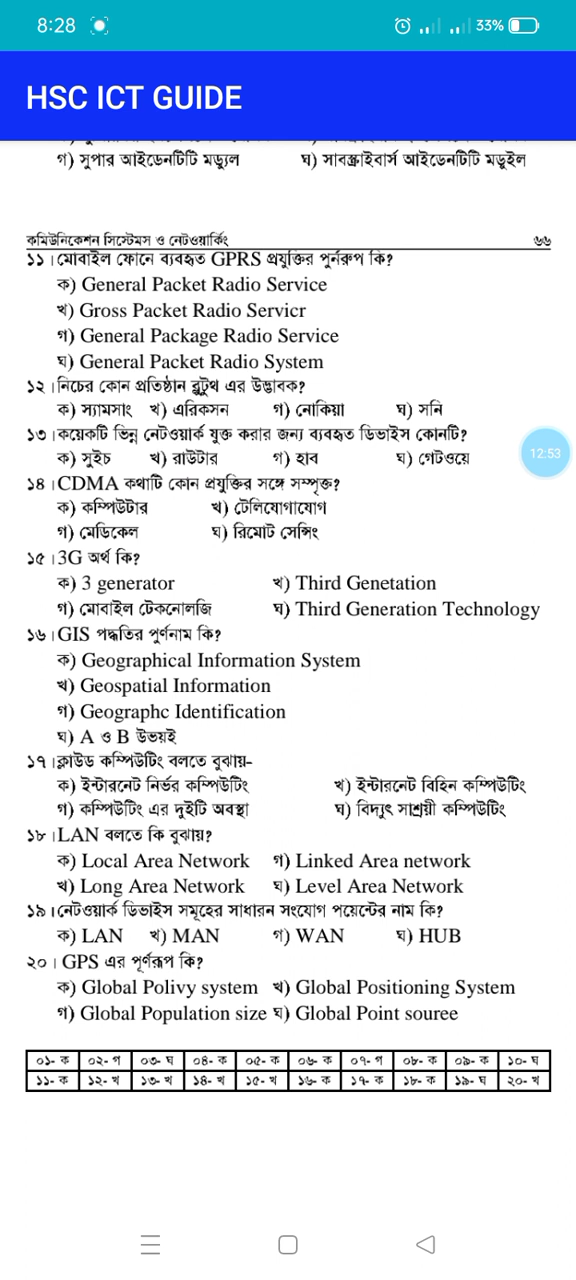 8:28
33%
HSC ICT GUIDE
গ) সুপার আইডেনটিটি মড্যুল ঘ) সাবস্ক্রাইবার্স আইডেনটিটি মডুইল
কমিউনিকেশন সিস্টেমস ও নেটওয়ার্কিং ৬৬
১১।মোবাইল ফোনে ব্যবহৃত GPRS প্রযুক্তির পুর্নরুপ কি?
ক) General Packet Radio Service
খ) Gross Packet Radio Servicr
গ) General Package Radio Service
ঘ) General Packet Radio System
১২।নিচের কোন প্রতিষ্ঠান ব্লুটুথ এর উদ্ভাবক?
ক) স্যামসাং খ) এরিকসন গ) নোকিয়া ঘ) সনি
১৩।কয়েকটি ভিন্ন নেটওয়ার্ক যুক্ত করার জন্য ব্যবহৃত ডিভাইস কোনটি?
ক) সুইচ খ) রাউটার গ) হাব ঘ) গেটওয়ে
12:53
১৪।CDMA কথাটি কোন প্রযুক্তির সঙ্গে সম্পৃক্ত?
ক) কম্পিউটার খ) টেলিযোগাযোগ
গ) মেডিকেল ঘ) রিমোট সেন্সিং
১৫।3G অর্থ কি?
ক) 3 generator খ) Third Genetation
গ) মোবাইল টেকনোলজি ঘ) Third Generation Technology
১৬।GIS পদ্ধতির পুর্ণনাম কি?
ক) Geographical Information System
খ) Geospatial Information
গ) Geographc Identification
ঘ) A ও B উভয়ই
১৭।ক্লাউড কম্পিউটিং বলতে বুঝায়-
ক) ইন্টারনেট নির্ভর কম্পিউটিং খ) ইন্টারনেট বিহিন কম্পিউটিং
গ) কম্পিউটিং এর দুইটি অবস্থা ঘ) বিদ্যুৎ সাশ্রয়ী কম্পিউটিং
১৮।LAN বলতে কি বুঝায়?
ক) Local Area Network গ) Linked Area network
খ) Long Area Network ঘ) Level Area Network
১৯।নেটওয়ার্ক ডিভাইস সমূহের সাধারন সংযোগ পয়েন্টের নাম কি?
ক) LAN খ) MAN গ) WAN ঘ) HUB
২০। GPS এর পূর্ণরূপ কি?
ক) Global Polivy system খ) Global Positioning System
গ) Global Population size ঘ) Global Point souree
০১- ক ০২- গ ০৩- ঘ ০৪- ক ০৫- ক ০৬- ক ০৭- গ ০৮- ক ০৯- ক ১০- ঘ
১১- ক ১২- খ ১৩- খ ১৪- খ ১৫- খ ১৬- ক ১৭- ক ১৮- ক ১৯- ঘ ২০- খ